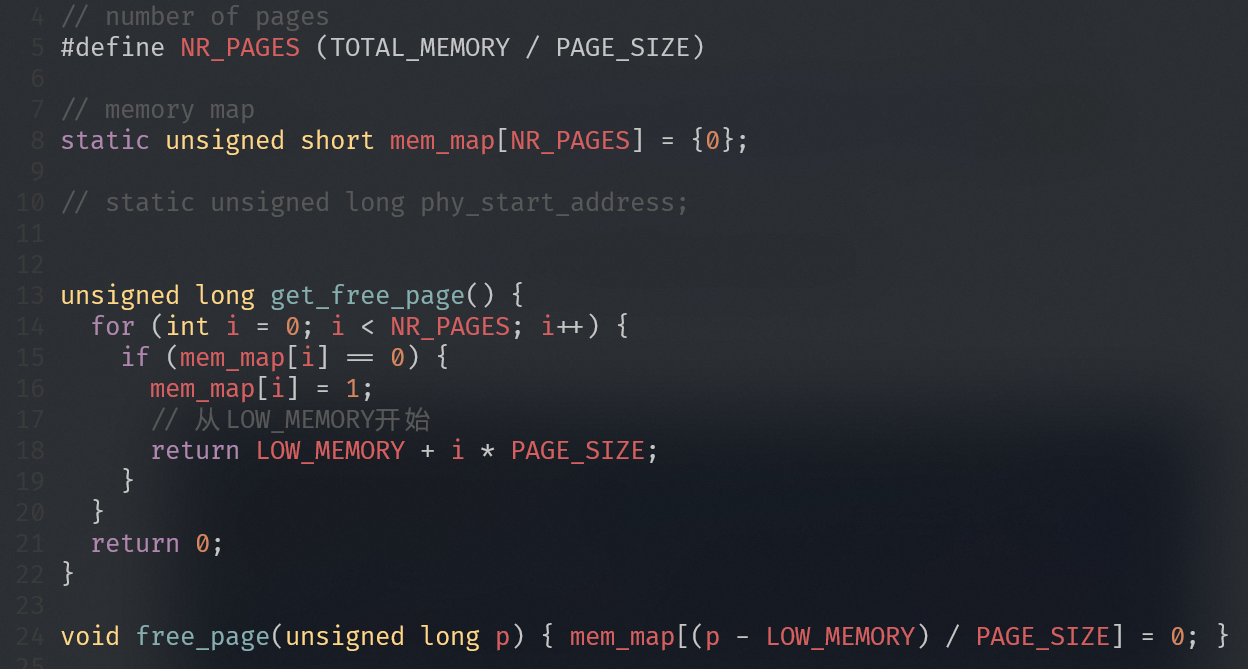 4 // number of pages
5 #define NR_PAGES (TOTAL_MEMORY / PAGE_SIZE)
6
7 // memory map
8 static unsigned short mem_map[NR_PAGES] = {0};
9
10 // static unsigned long phy_start_address;
11
12
13 unsigned long get_free_page() {
14   for (int i = 0; i < NR_PAGES; i++) {
15     if (mem_map[i] == 0) {
16       mem_map[i] = 1;
17       // 从LOW_MEMORY开始
18       return LOW_MEMORY + i * PAGE_SIZE;
19     }
20   }
21   return 0;
22 }
23
24 void free_page(unsigned long p) { mem_map[(p - LOW_MEMORY) / PAGE_SIZE] = 0; }
25